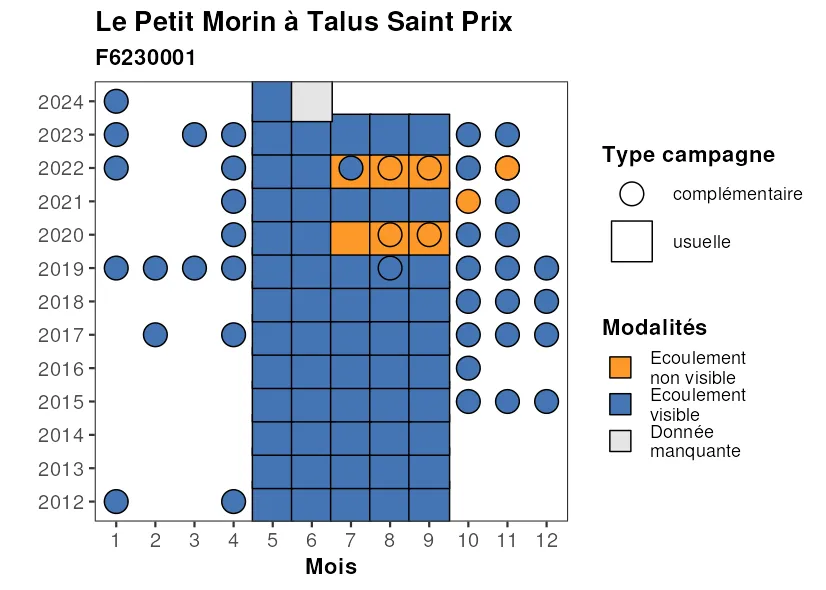 Le Petit Morin à Talus Saint Prix
F6230001
2024
2023
2022
2021
2020
2019
2018
2017
2016
2015
2014
2013
2012
1 2 3 4 5 6 7 8 9 10 11 12
Mois
Type campagne
complémentaire
usuelle
Modalités
Ecoulement
non visible
Ecoulement
visible
Donnée
manquante